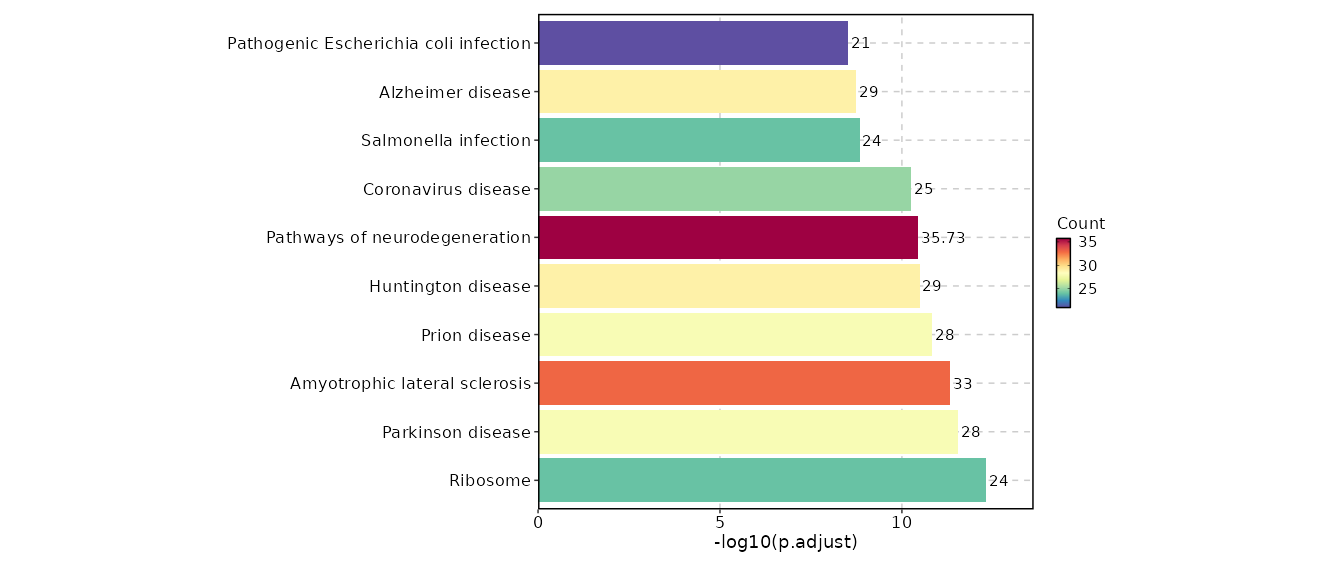 Pathogenic Escherichia coli infection 21
Alzheimer disease 29
Salmonella infection 24
Coronavirus disease 25
Pathways of neurodegeneration 35.73
Huntington disease 29
Prion disease 28
Amyotrophic lateral sclerosis 33
Parkinson disease 28
Ribosome 24
0 5 10
-log10(p.adjust)
Count
35
30
25